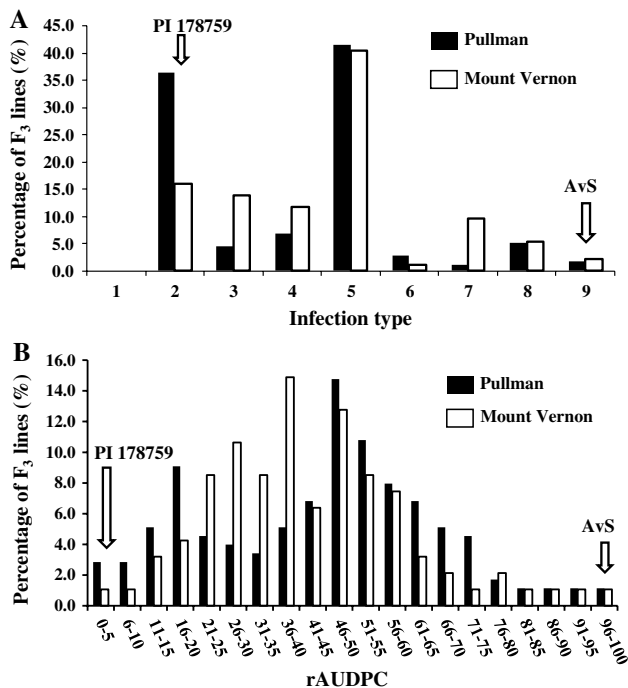 A
PI 178759
Pullman
Mount Vernon
AvS
Percentage of F3 lines (%)
45.0
40.0
35.0
30.0
25.0
20.0
15.0
10.0
5.0
0.0
1 2 3 4 5 6 7 8 9
Infection type
B
Pullman
Mount Vernon
PI 178759
AvS
Percentage of F3 lines (%)
16.0
14.0
12.0
10.0
8.0
6.0
4.0
2.0
0.0
0-5 6-10 11-15 16-20 21-25 26-30 31-35 36-40 41-45 46-50 51-55 56-60 61-65 66-70 71-75 76-80 81-85 86-90 91-95 96-100
rAUDPC